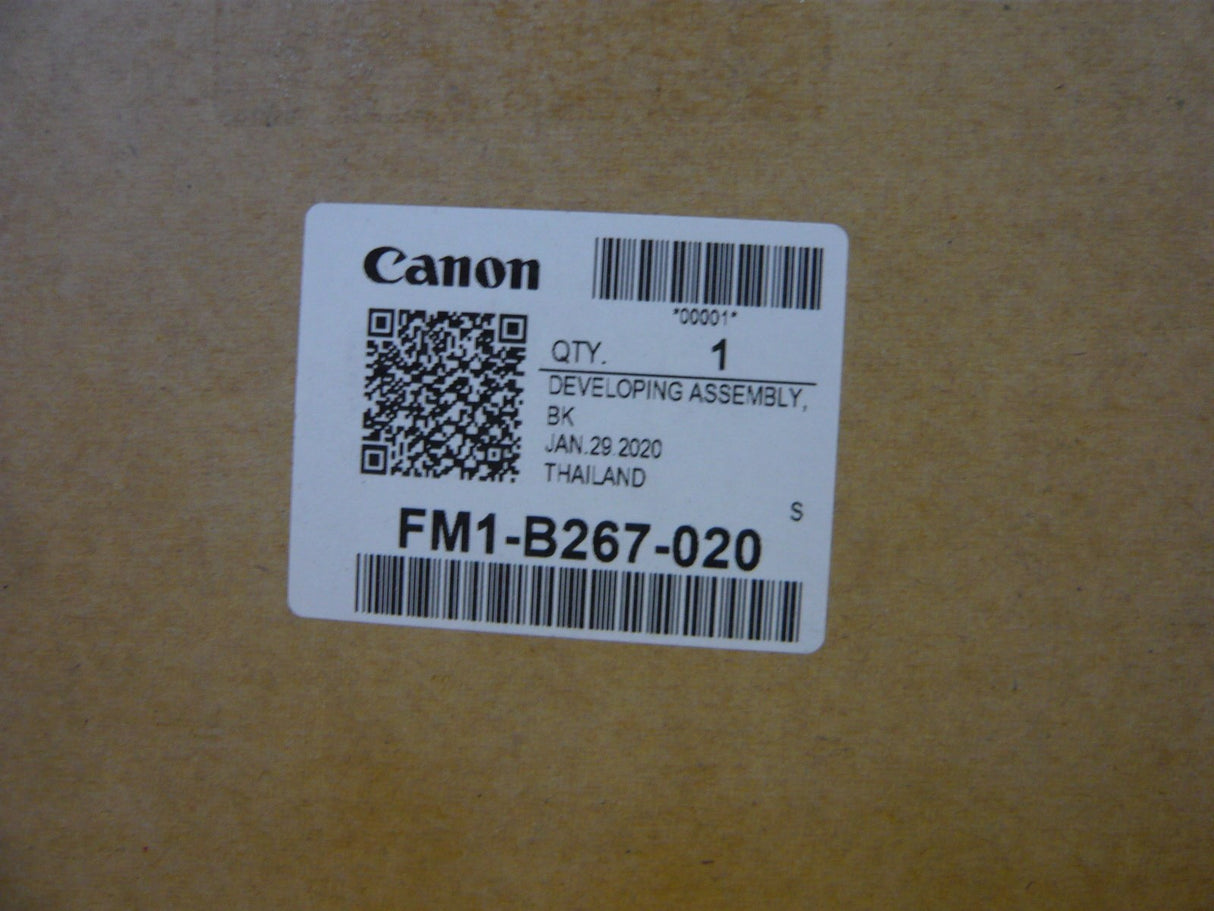 Canon
*00001*
QTY. 1
DEVELOPING ASSEMBLY,
BK
JAN.29.2020
THAILAND
S
FM1-B267-020